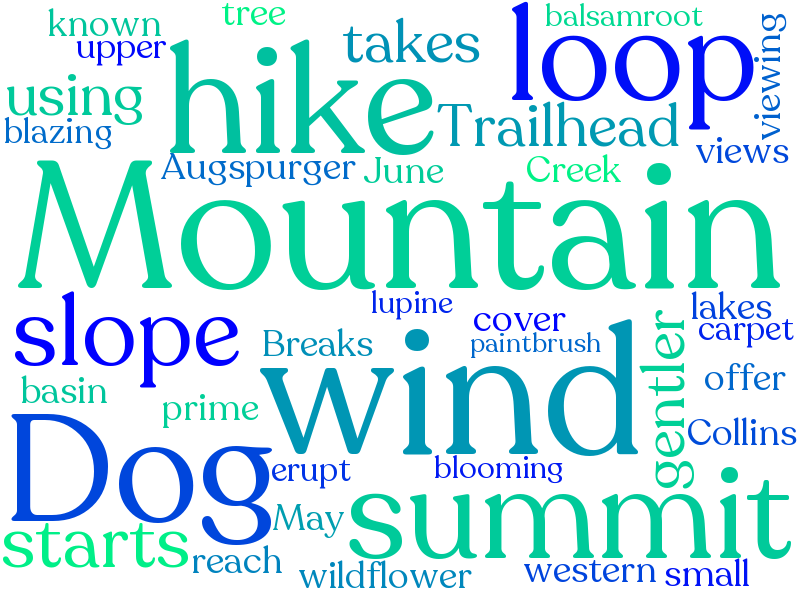 known
tree
balsamroot
upper
takes
loop
viewing
hike
using
blazing
Trailhead
views
Augspurger
June
Creek
Mountain
lupine
lakes
slope
cover
carpet
Breaks
paintbrush
wind
gentler
basin
prime
offer
Dog
Collins
erupt
blooming
summit
May
starts
reach
wildflower
western
small